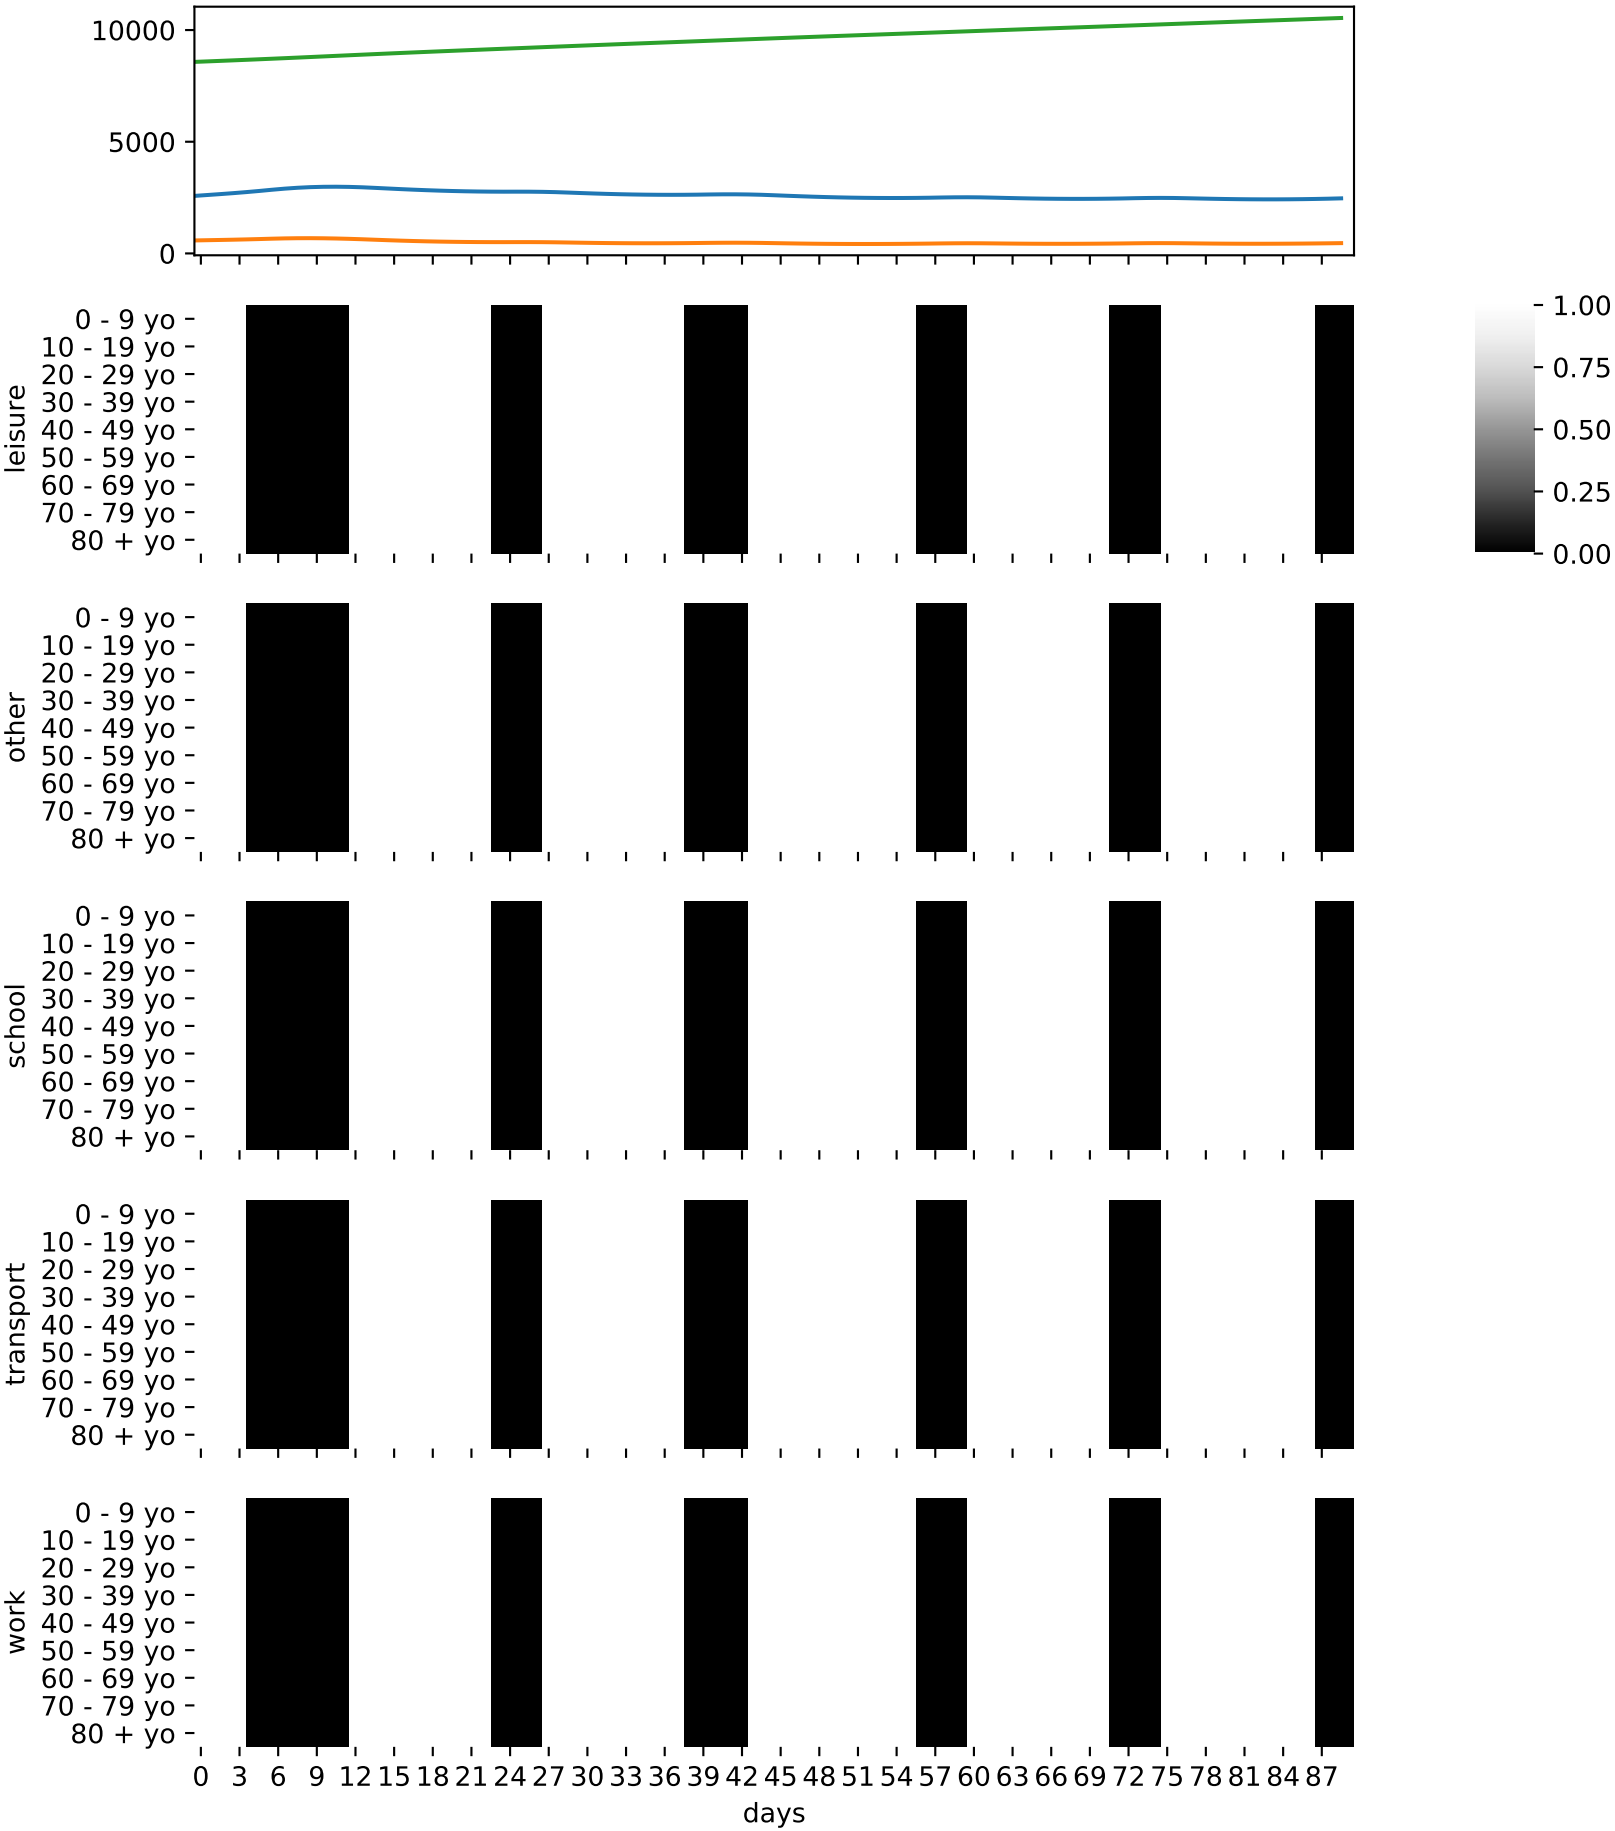 10000
5000
0
leisure
0 - 9 yo
10 - 19 yo
20 - 29 yo
30 - 39 yo
40 - 49 yo
50 - 59 yo
60 - 69 yo
70 - 79 yo
80 + yo
1.00
0.75
0.50
0.25
0.00
other
0 - 9 yo
10 - 19 yo
20 - 29 yo
30 - 39 yo
40 - 49 yo
50 - 59 yo
60 - 69 yo
70 - 79 yo
80 + yo
school
0 - 9 yo
10 - 19 yo
20 - 29 yo
30 - 39 yo
40 - 49 yo
50 - 59 yo
60 - 69 yo
70 - 79 yo
80 + yo
transport
0 - 9 yo
10 - 19 yo
20 - 29 yo
30 - 39 yo
40 - 49 yo
50 - 59 yo
60 - 69 yo
70 - 79 yo
80 + yo
work
0 - 9 yo
10 - 19 yo
20 - 29 yo
30 - 39 yo
40 - 49 yo
50 - 59 yo
60 - 69 yo
70 - 79 yo
80 + yo
0 3 6 9 12 15 18 21 24 27 30 33 36 39 42 45 48 51 54 57 60 63 66 69 72 75 78 81 84 87
days